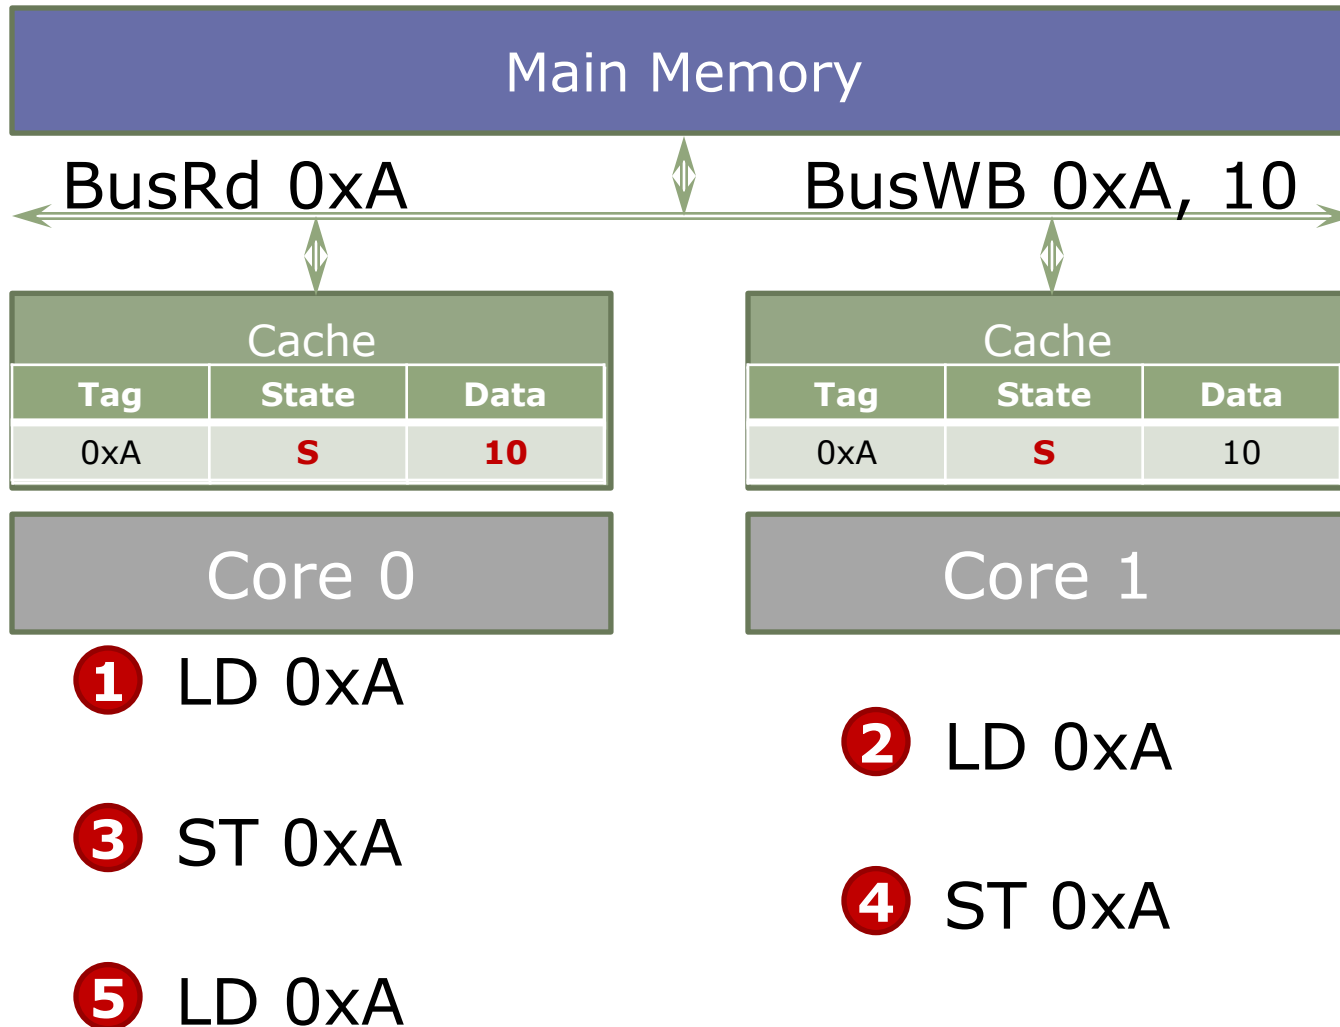 Main Memory
BusRd 0xA
BusWB 0xA, 10
Cache
Tag State Data
0xA S 10
Cache
Tag State Data
0xA S 10
Core 0
Core 1
1 LD 0xA
2 LD 0xA
3 ST 0xA
4 ST 0xA
5 LD 0xA